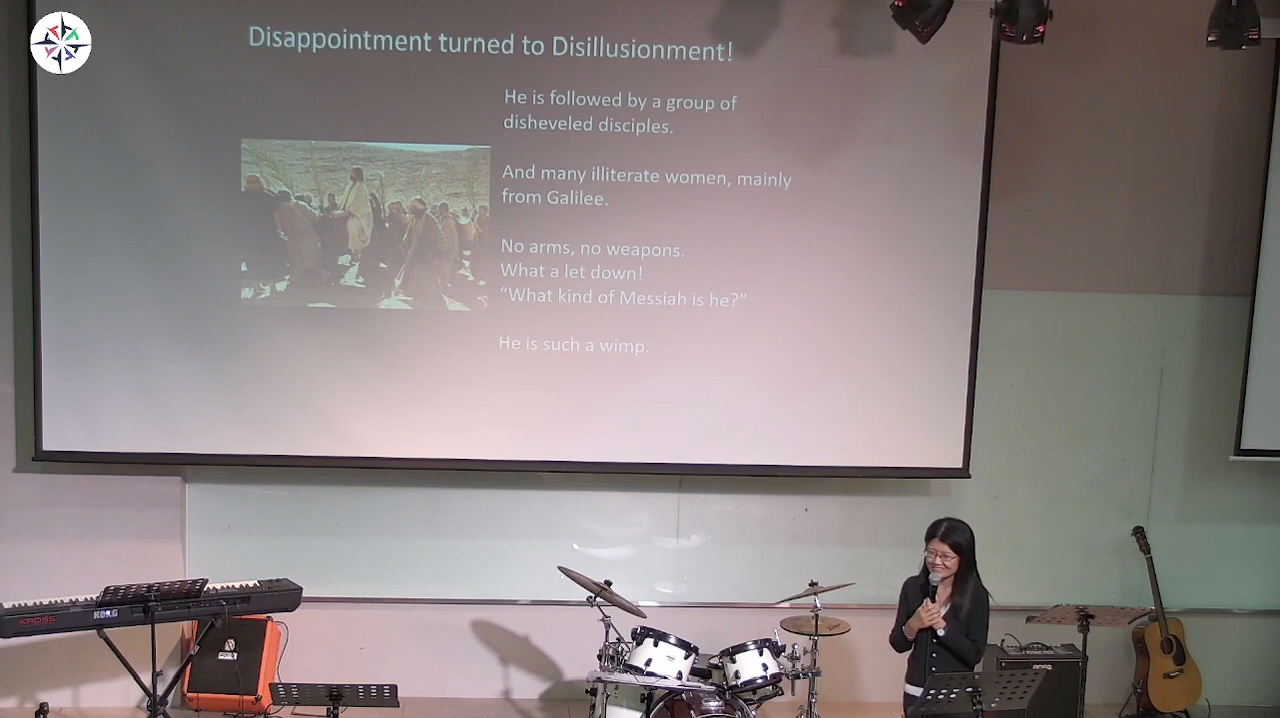 Disappointment turned to Disillusionment!
He is followed by a group of
disheveled disciples.
And many illiterate women, mainly
from Galilee.
No arms, no weapons.
What a let down!
“What kind of Messiah is he?”
He is such a wimp.
KROSS
KORG